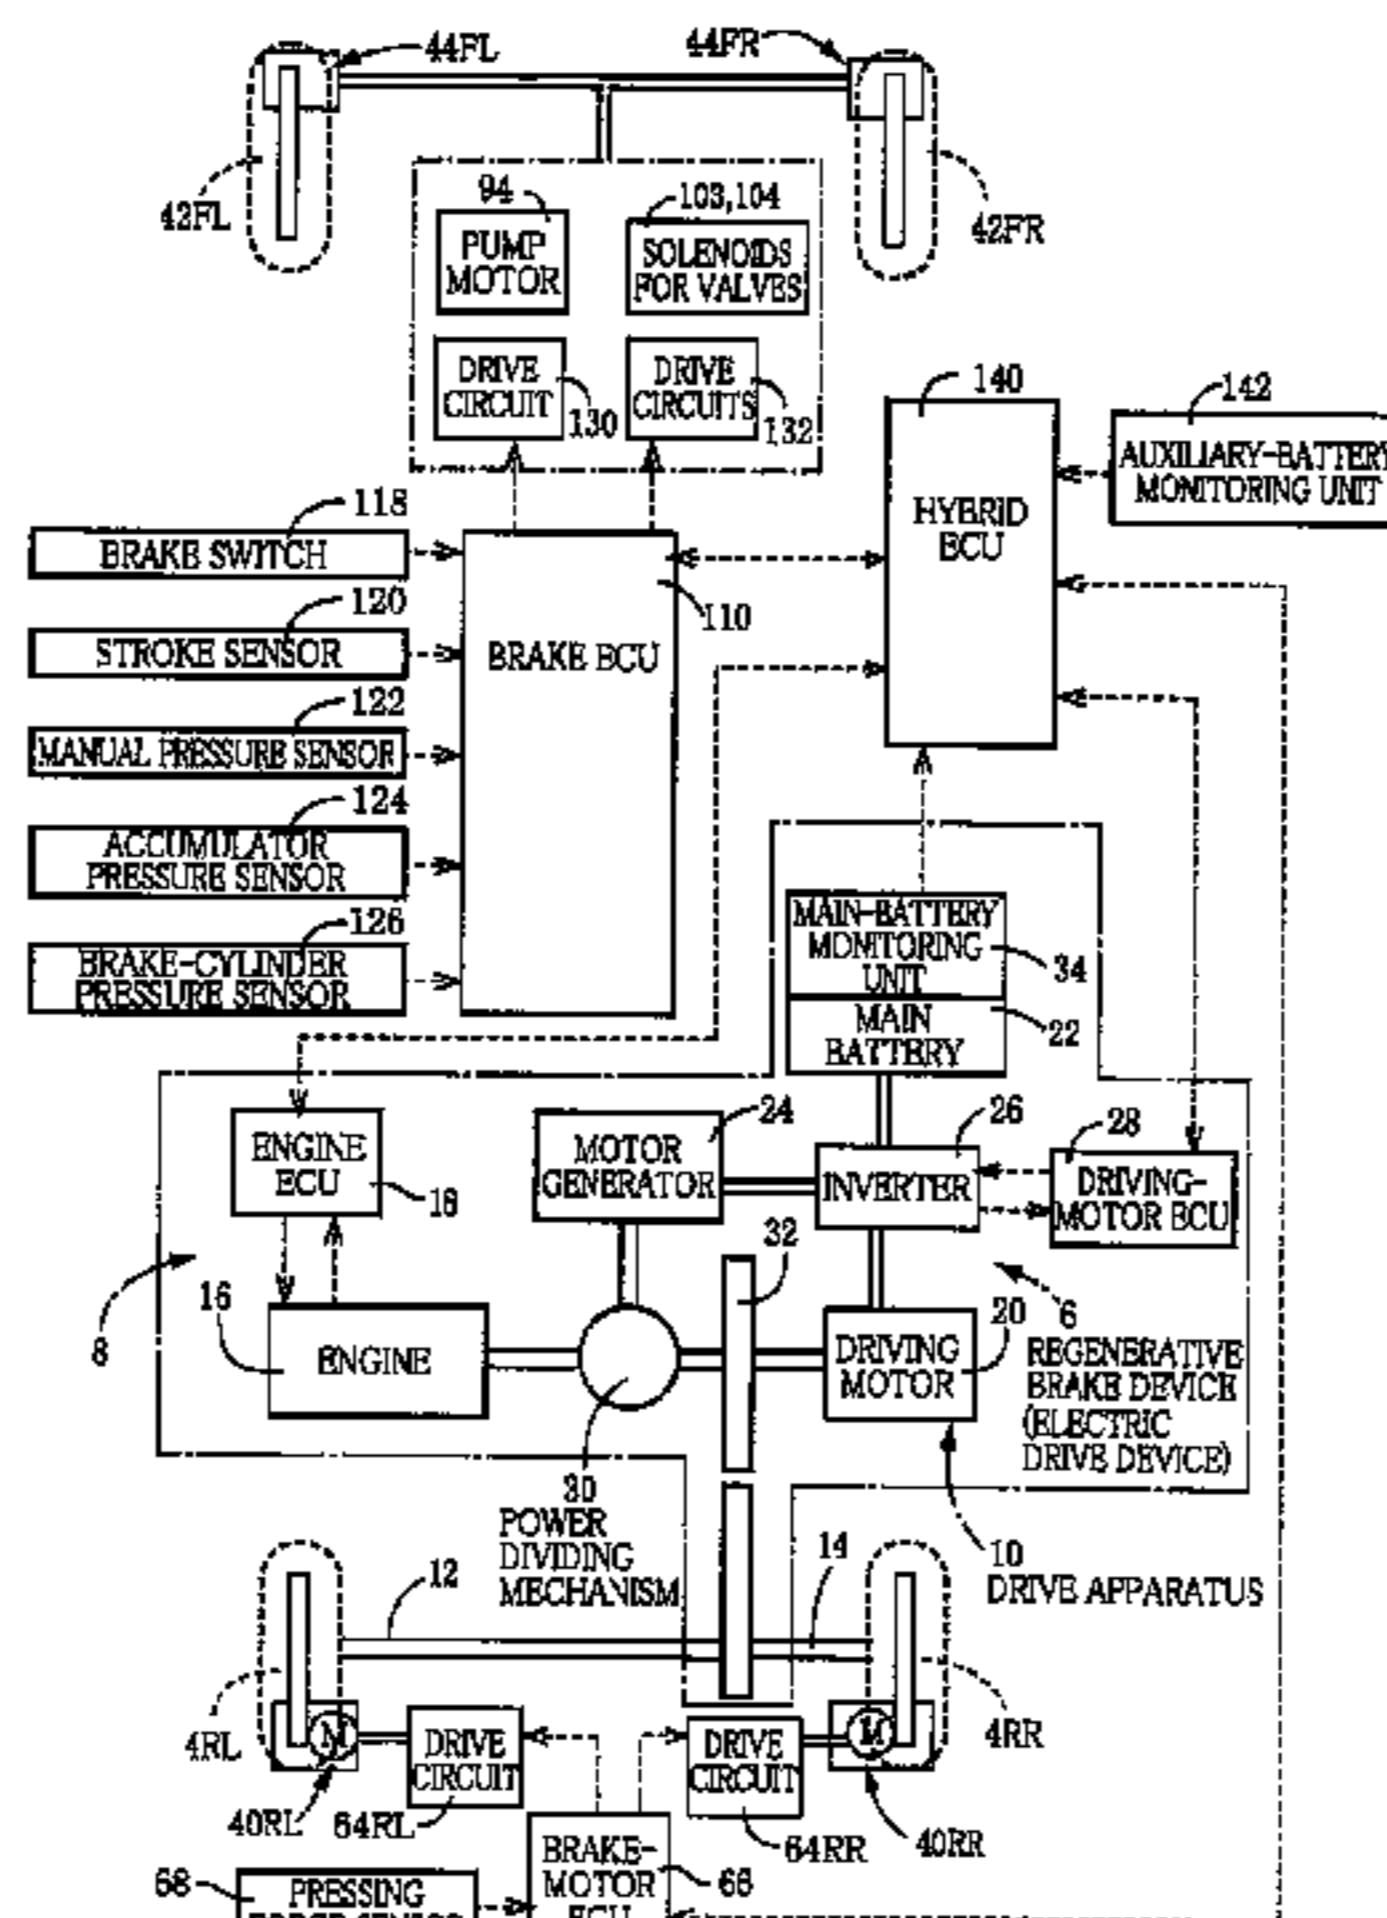 44FL
44FR
42FL
42FR
94
103,104
PUMP
MOTOR
SOLENOIDS
FOR VALVES
DRIVE
CIRCUIT
130
DRIVE
CIRCUITS
132
140
142
HYBRID
ECU
AUXILIARY-BATTERY
MONITORING UNIT
118
BRAKE SWITCH
120
STROKE SENSOR
122
MANUAL PRESSURE SENSOR
124
ACCUMULATOR
PRESSURE SENSOR
126
BRAKE-CYLINDER
PRESSURE SENSOR
110
BRAKE ECU
MAIN-BATTERY
MONITORING
UNIT
34
MAIN
BATTERY
22
ENGINE
ECU
18
MOTOR
GENERATOR
24
26
INVERTER
28
DRIVING-
MOTOR ECU
32
8
16
ENGINE
DRIVING
MOTOR
20
6
REGENERATIVE
BRAKE DEVICE
(ELECTRIC
DRIVE DEVICE)
30
POWER
DIVIDING
MECHANISM
10
DRIVE APPARATUS
12
14
4RL
4RR
M
M
DRIVE
CIRCUIT
DRIVE
CIRCUIT
40RL
64RL
64RR
40RR
BRAKE-
MOTOR
ECU
66
68
PRESSING